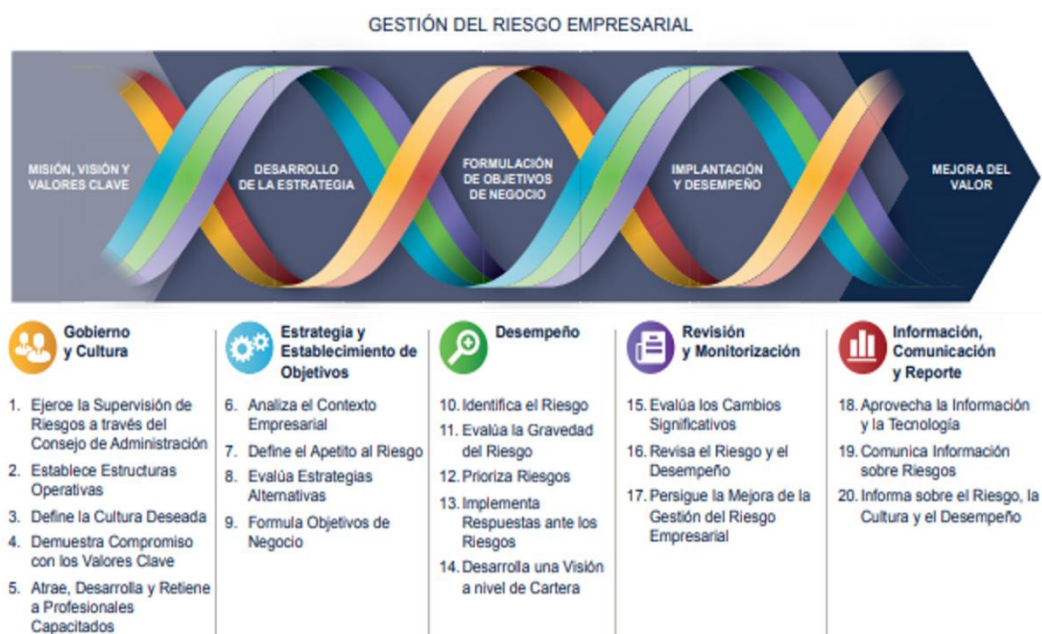 GESTIÓN DEL RIESGO EMPRESARIAL
MISIÓN, VISIÓN Y
VALORES CLAVE
DESARROLLO
DE LA ESTRATEGIA
FORMULACIÓN
DE OBJETIVOS
DE NEGOCIO
IMPLANTACIÓN
Y DESEMPEÑO
MEJORA DEL
VALOR
Gobierno
y Cultura
1. Ejerce la Supervisión de
Riesgos a través del
Consejo de Administración
2. Establece Estructuras
Operativas
3. Define la Cultura Deseada
4. Demuestra Compromiso
con los Valores Clave
5. Atrae, Desarrolla y Retiene
a Profesionales
Capacitados
Estrategia y
Establecimiento de
Objetivos
6. Analiza el Contexto
Empresarial
7. Define el Apetito al Riesgo
8. Evalúa Estrategias
Alternativas
9. Formula Objetivos de
Negocio
Desempeño
10. Identifica el Riesgo
11. Evalúa la Gravedad
del Riesgo
12. Prioriza Riesgos
13. Implementa
Respuestas ante los
Riesgos
14. Desarrolla una Visión
a nivel de Cartera
Revisión
y Monitorización
15. Evalúa los Cambios
Significativos
16. Revisa el Riesgo y el
Desempeño
17. Persigue la Mejora de la
Gestión del Riesgo
Empresarial
Información,
Comunicación
y Reporte
18. Aprovecha la Información
y la Tecnología
19. Comunica Información
sobre Riesgos
20. Informa sobre el Riesgo, la
Cultura y el Desempeño